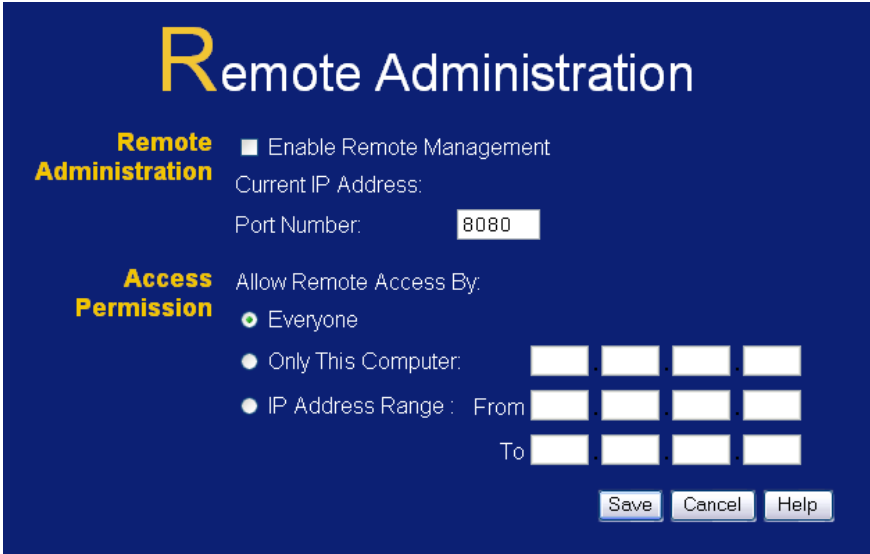 Remote Administration
Remote
Administration
Enable Remote Management
Current IP Address:
Port Number: 8080
Access
Permission
Allow Remote Access By:
Everyone
Only This Computer: . . .
IP Address Range : From . . .
To . . .
Save Cancel Help